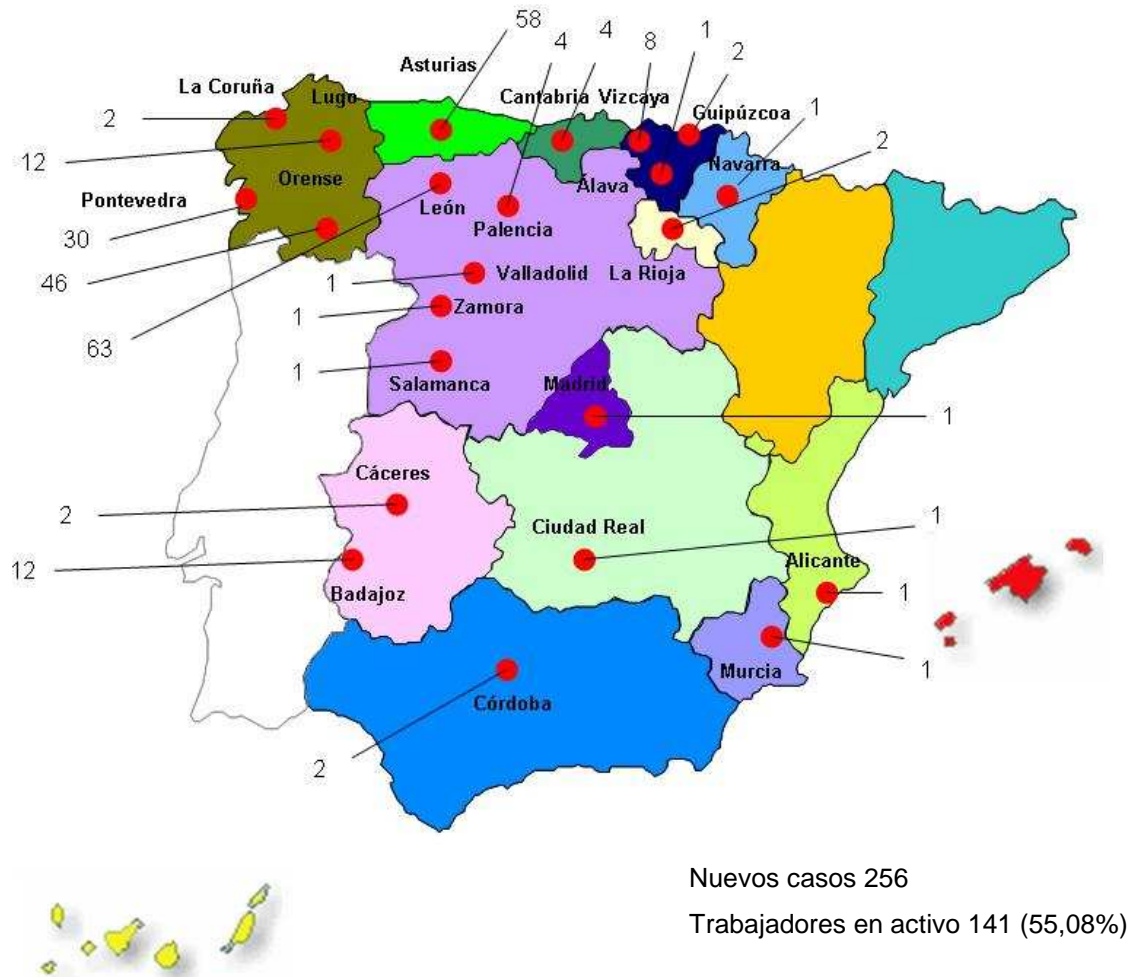 58
4
4
8
1
2
Asturias
La Coruña
Cantabria Vizcaya
Lugo
Guipúzcoa
1
2
2
12
Navarra
Álava
Orense
Pontevedra
León
Palencia
30
46
1
Valladolid
La Rioja
1
Zamora
63
1
Salamanca
Madrid
1
Cáceres
2
Ciudad Real
1
12
Alicante
Badajoz
1
Murcia
1
Córdoba
2
Nuevos casos 256
Trabajadores en activo 141 (55,08%)